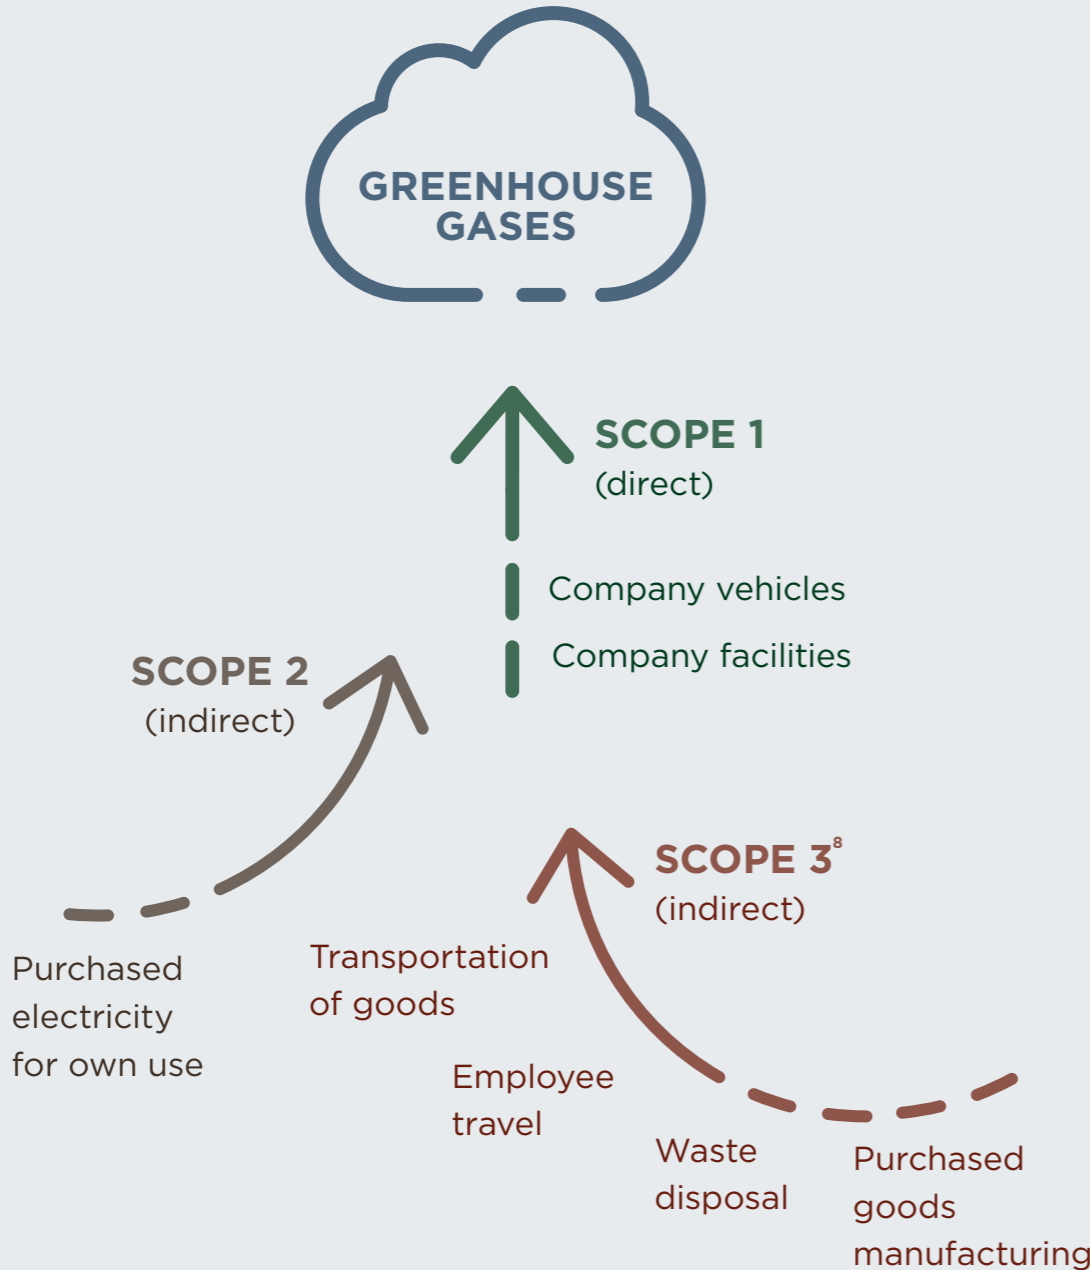 GREENHOUSE
GASES
SCOPE 1
(direct)
Company vehicles
Company facilities
SCOPE 2
(indirect)
Purchased
electricity
for own use
SCOPE 3⁸
(indirect)
Transportation
of goods
Employee
travel
Waste
disposal
Purchased
goods
manufacturing